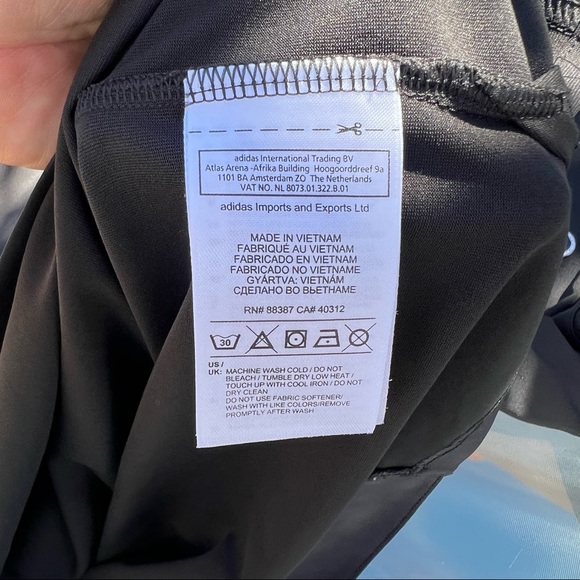 adidas International Trading BV
Atlas Arena -Afrika Building Hoogoorddreef 9a
1101 BA Amsterdam ZO The Netherlands
VAT NO. NL 8073.01.322.B.01
adidas Imports and Exports Ltd
MADE IN VIETNAM
FABRIQUÉ AU VIETNAM
FABRICADO EN VIETNAM
FABRICADO NO VIETNAME
GYÁRTVA: VIETNÁM
СДЕЛАНО ВО ВЬЕТНАМЕ
RN# 88387 CA# 40312
30
US /
UK: MACHINE WASH COLD / DO NOT
BLEACH / TUMBLE DRY LOW HEAT /
TOUCH UP WITH COOL IRON / DO NOT
DRY CLEAN
DO NOT USE FABRIC SOFTENER/
WASH WITH LIKE COLORS/REMOVE
PROMPTLY AFTER WASH